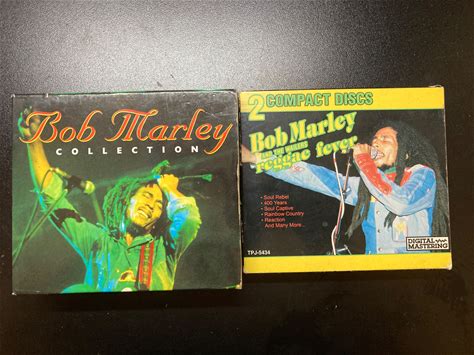 Bob Marley
COLLECTION
2 COMPACT DISCS
Bob Marley
AND THE WAILERS
reggae fever
• Soul Rebel
• 400 Years
• Soul Captive
• Rainbow Country
• Reaction
And Many More...
TPJ-5434
DIGITAL
MASTERING